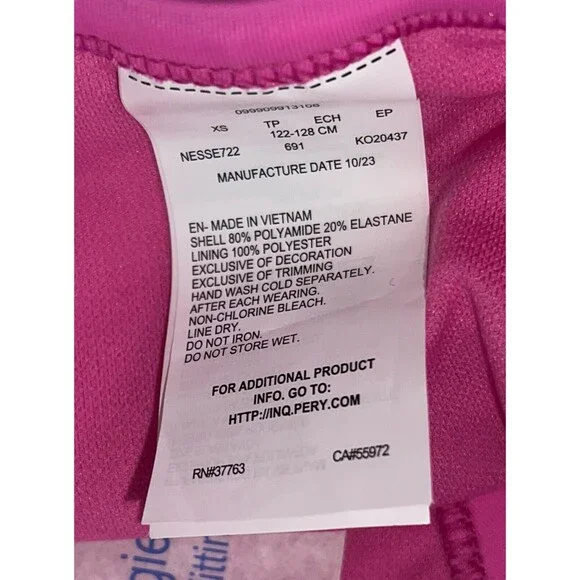 XS TP ECH EP
122-128 CM
NESSE722 691 KO20437
MANUFACTURE DATE 10/23
EN- MADE IN VIETNAM
SHELL 80% POLYAMIDE 20% ELASTANE
LINING 100% POLYESTER
EXCLUSIVE OF DECORATION
EXCLUSIVE OF TRIMMING
HAND WASH COLD SEPARATELY.
AFTER EACH WEARING.
NON-CHLORINE BLEACH.
LINE DRY.
DO NOT IRON.
DO NOT STORE WET.
FOR ADDITIONAL PRODUCT
INFO. GO TO:
HTTP://INQ.PERY.COM
RN#37763 CA#55972